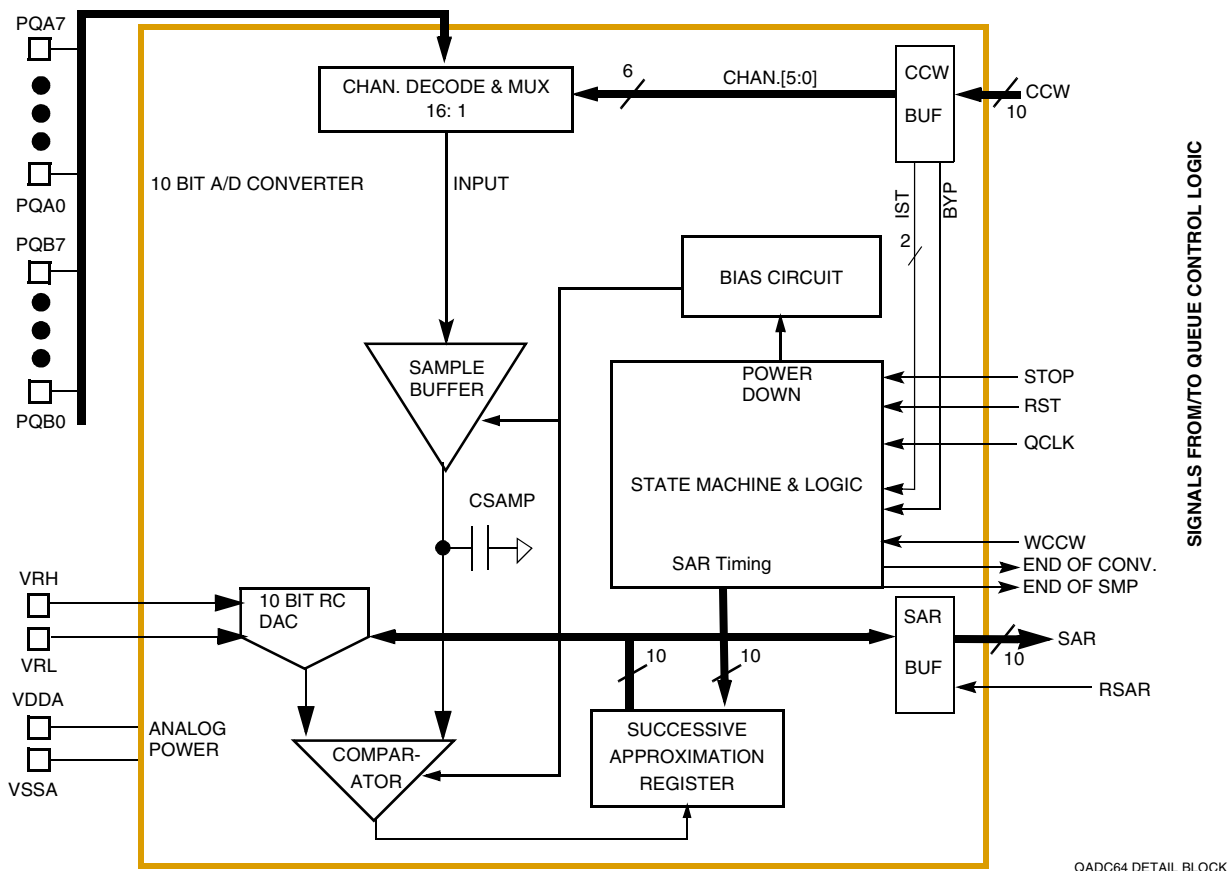 PQA7
PQA0
PQB7
PQB0
VRH
VRL
VDDA
VSSA
CHAN. DECODE & MUX
16: 1
6
CHAN.[5:0]
CCW
BUF
CCW
10
10 BIT A/D CONVERTER
INPUT
IST
BYP
2
BIAS CIRCUIT
SAMPLE
BUFFER
POWER
DOWN
STATE MACHINE & LOGIC
SAR Timing
STOP
RST
QCLK
WCCW
END OF CONV.
END OF SMP
CSAMP
10 BIT RC
DAC
SAR
BUF
SAR
10
RSAR
10
10
ANALOG
POWER
COMPAR-
ATOR
SUCCESSIVE
APPROXIMATION
REGISTER
SIGNALS FROM/TO QUEUE CONTROL LOGIC
QADC64 DETAIL BLOCK